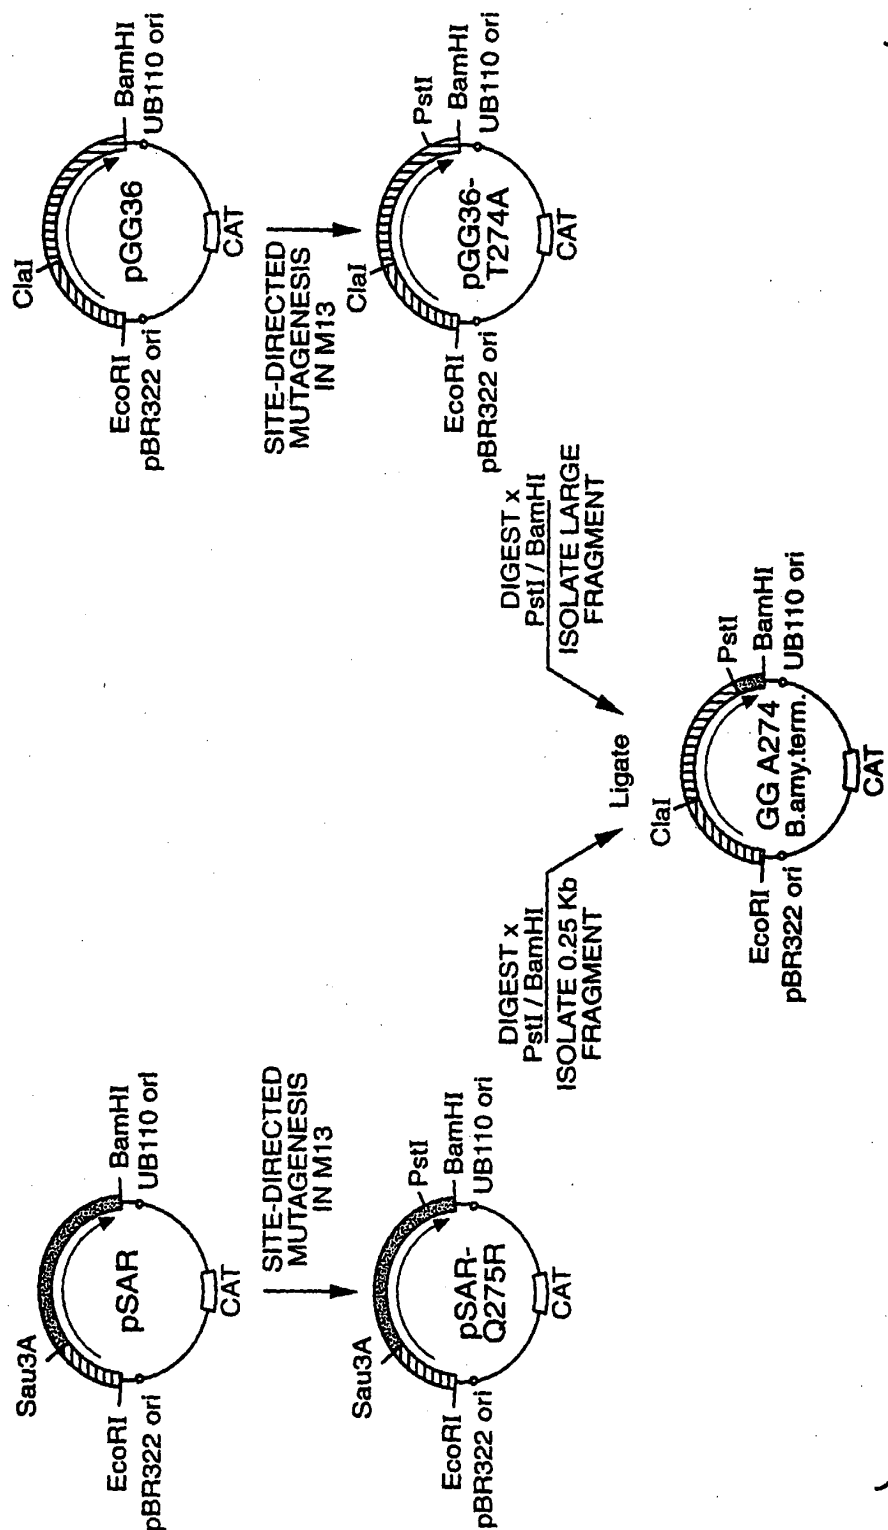 Sau3A
pSAR
BamHI
UB110 ori
EcoRI
pBR322 ori
CAT
ClaI
pGG36
BamHI
UB110 ori
EcoRI
pBR322 ori
CAT
SITE-DIRECTED
MUTAGENESIS
IN M13
SITE-DIRECTED
MUTAGENESIS
IN M13
Sau3A
PstI
pSAR-
Q275R
BamHI
UB110 ori
EcoRI
pBR322 ori
CAT
ClaI
PstI
pGG36-
T274A
BamHI
UB110 ori
EcoRI
pBR322 ori
CAT
DIGEST x
PstI / BamHI
ISOLATE 0.25 Kb
FRAGMENT
DIGEST x
PstI / BamHI
ISOLATE LARGE
FRAGMENT
Ligate
ClaI
PstI
GG A274
B.amy.term.
BamHI
UB110 ori
EcoRI
pBR322 ori
CAT